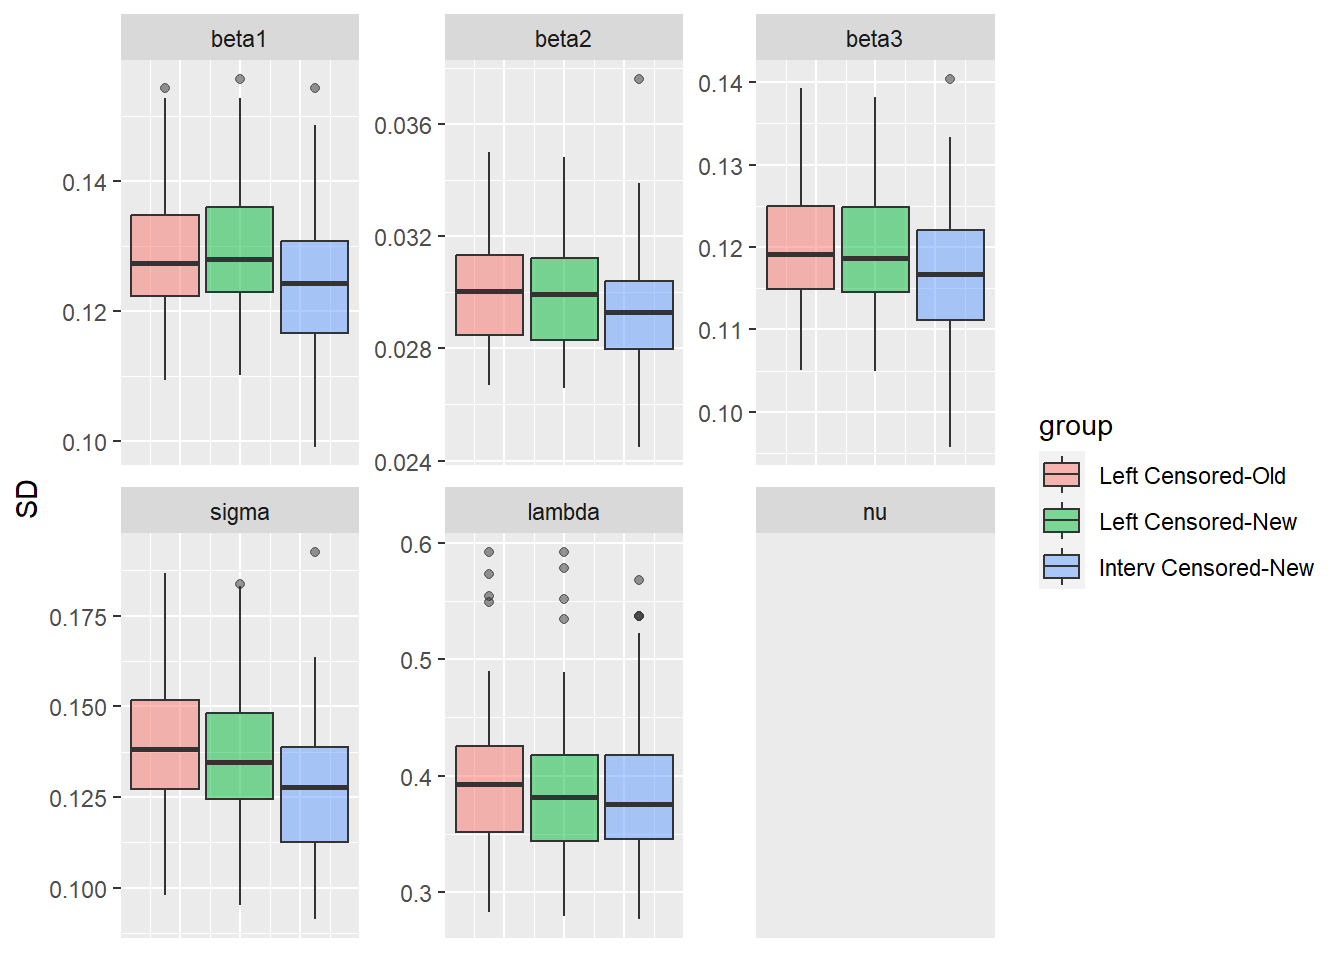 beta1
beta2
beta3
0.14
0.12
0.10
0.036
0.032
0.028
0.024
0.14
0.13
0.12
0.11
0.10
SD
sigma
lambda
nu
0.175
0.150
0.125
0.100
0.6
0.5
0.4
0.3
group
Left Censored-Old
Left Censored-New
Interv Censored-New